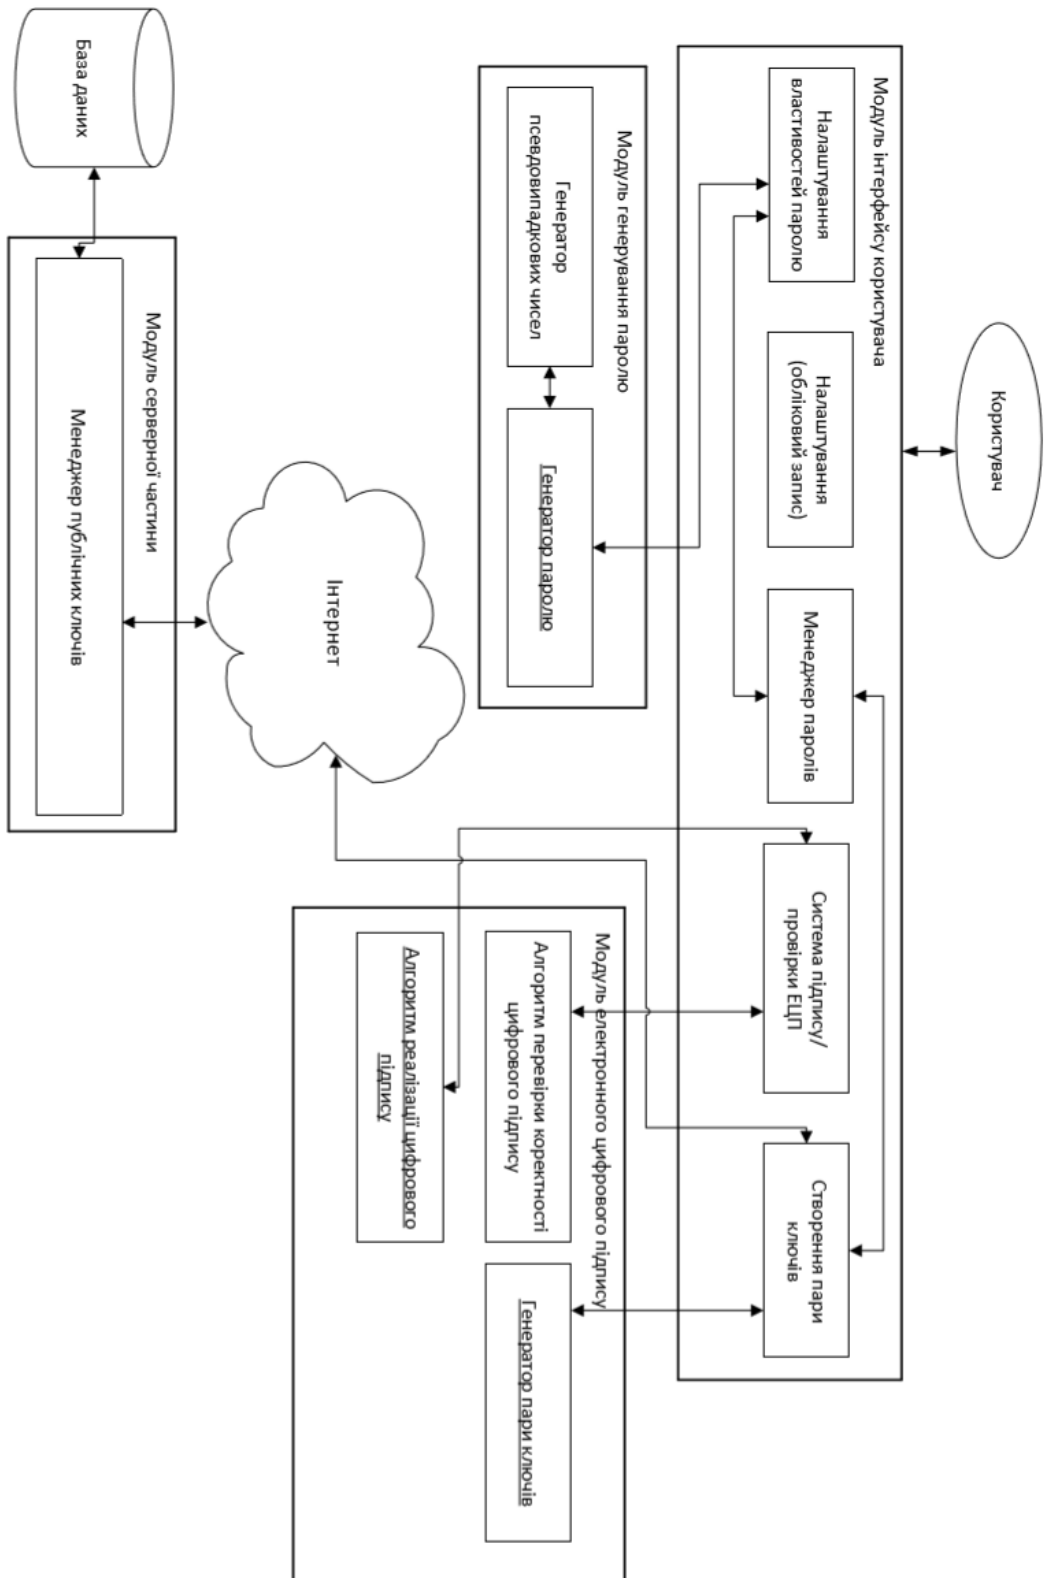 Користувач
Модуль інтерфейсу користувача
Налаштування
властивостей паролю
Налаштування
(обліковий запис)
Менеджер паролів
Система підпису/
провірки ЕЦП
Створення пари
ключів
Модуль генерування паролю
Генератор
псевдовипадкових чисел
Генератор паролю
Модуль електронного цифрового підпису
Алгоритм перевірки коректності
цифрового підпису
Генератор пари ключів
Алгоритм реалізації цифрового
підпису
Інтернет
Модуль серверної частини
Менеджер публічних ключів
База даних